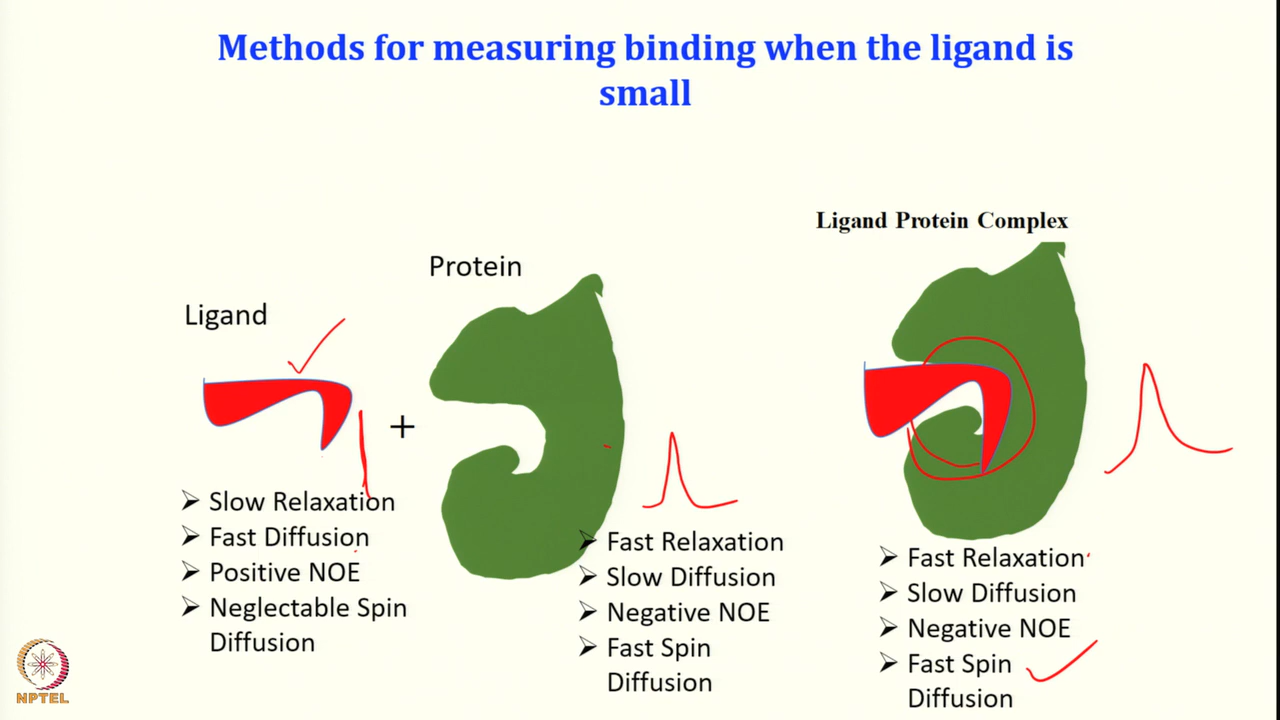 Methods for measuring binding when the ligand is
small
Ligand Protein Complex
Protein
Ligand
+
➢ Slow Relaxation
➢ Fast Diffusion
➢ Positive NOE
➢ Neglectable Spin
Diffusion
➢ Fast Relaxation
➢ Slow Diffusion
➢ Negative NOE
➢ Fast Spin
Diffusion
➢ Fast Relaxation
➢ Slow Diffusion
➢ Negative NOE
➢ Fast Spin
Diffusion
NPTEL